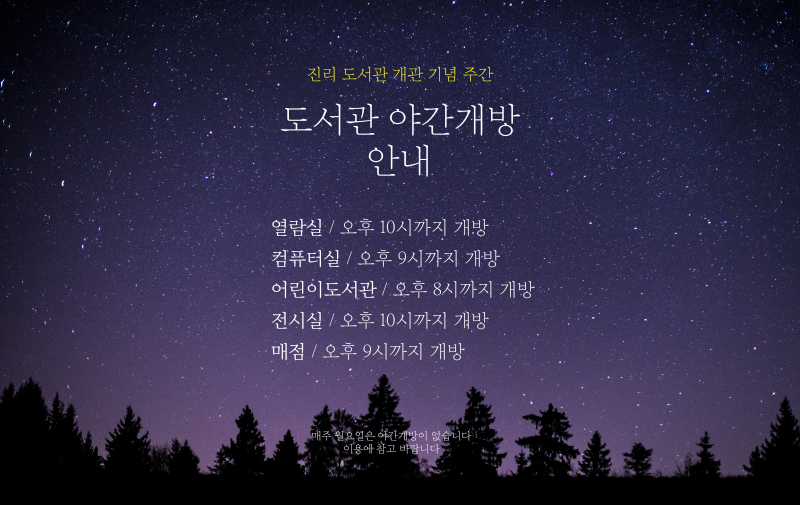 진리 도서관 개관 기념 주간
도서관 야간개방
안내
열람실 / 오후 10시까지 개방
컴퓨터실 / 오후 9시까지 개방
어린이도서관 / 오후 8시까지 개방
전시실 / 오후 10시까지 개방
매점 / 오후 9시까지 개방
매주 월요일은 야간개방이 없습니다
이용에 참고 바랍니다